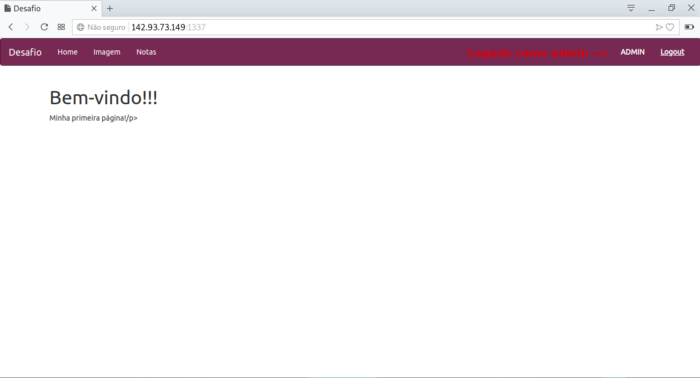 Desafio
Não seguro 142.93.73.149:1337
Desafio Home Imagem Notas Logado como admin --> ADMIN Logout
Bem-vindo!!!
Minha primeira página!/p>